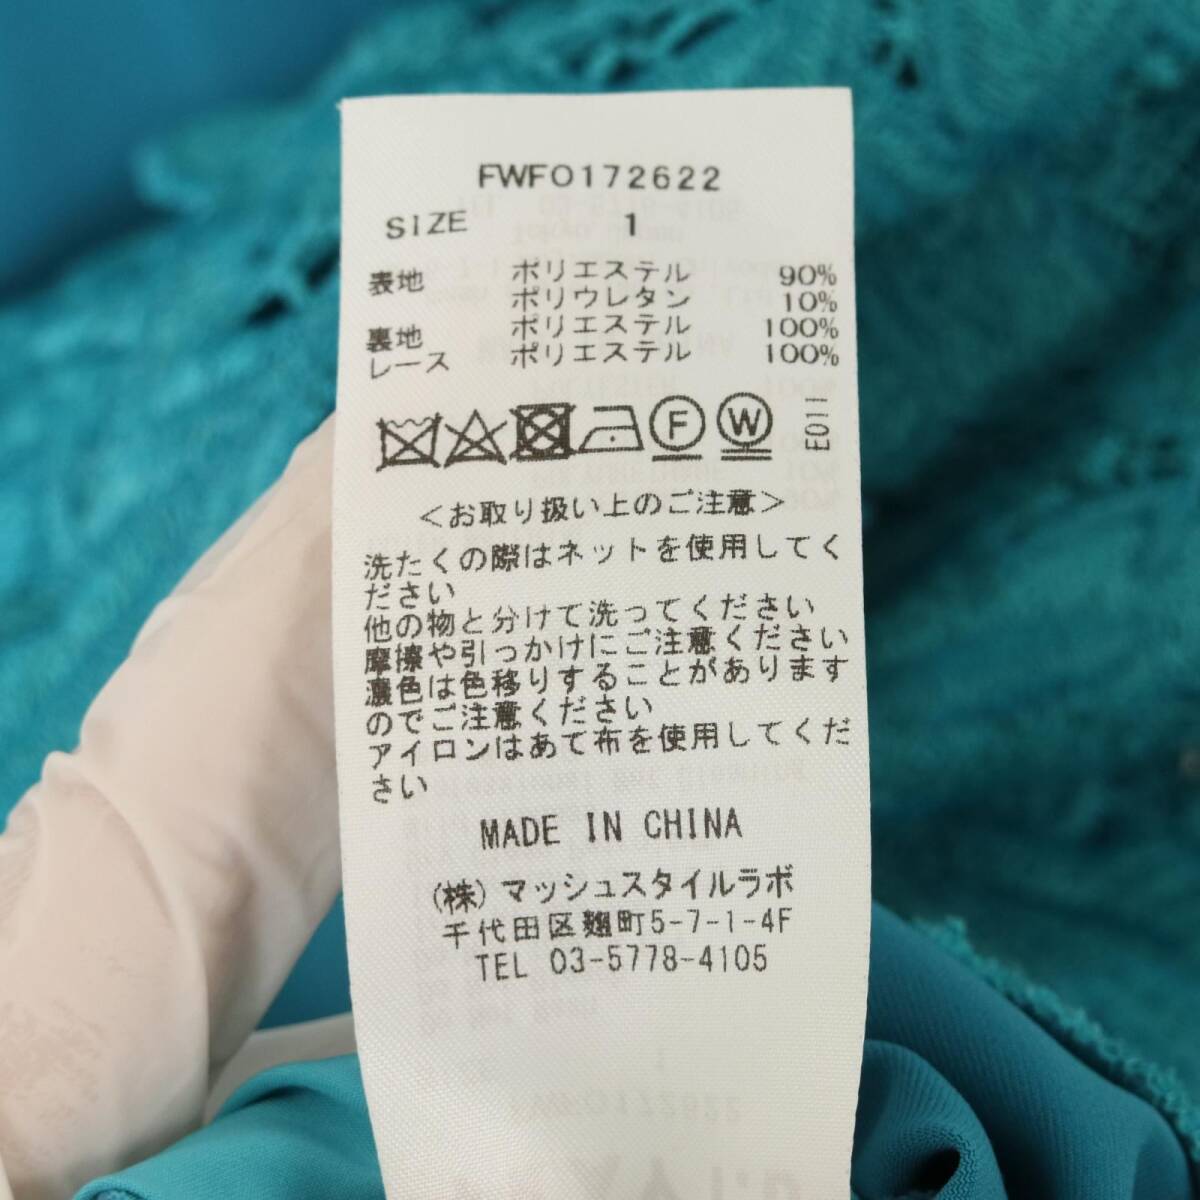 FWFO172622
SIZE 1
表地 ポリエステル 90%
ポリウレタン 10%
裏地 ポリエステル 100%
レース ポリエステル 100%
F W E011
＜お取り扱い上のご注意＞
洗たくの際はネットを使用してく
ださい
他の物と分けて洗ってください
摩擦や引っかけにご注意ください
濃色は色移りすることがあります
のでご注意ください
アイロンはあて布を使用してくだ
さい
MADE IN CHINA
(株)マッシュスタイルラボ
千代田区麹町5-7-1-4F
TEL 03-5778-4105